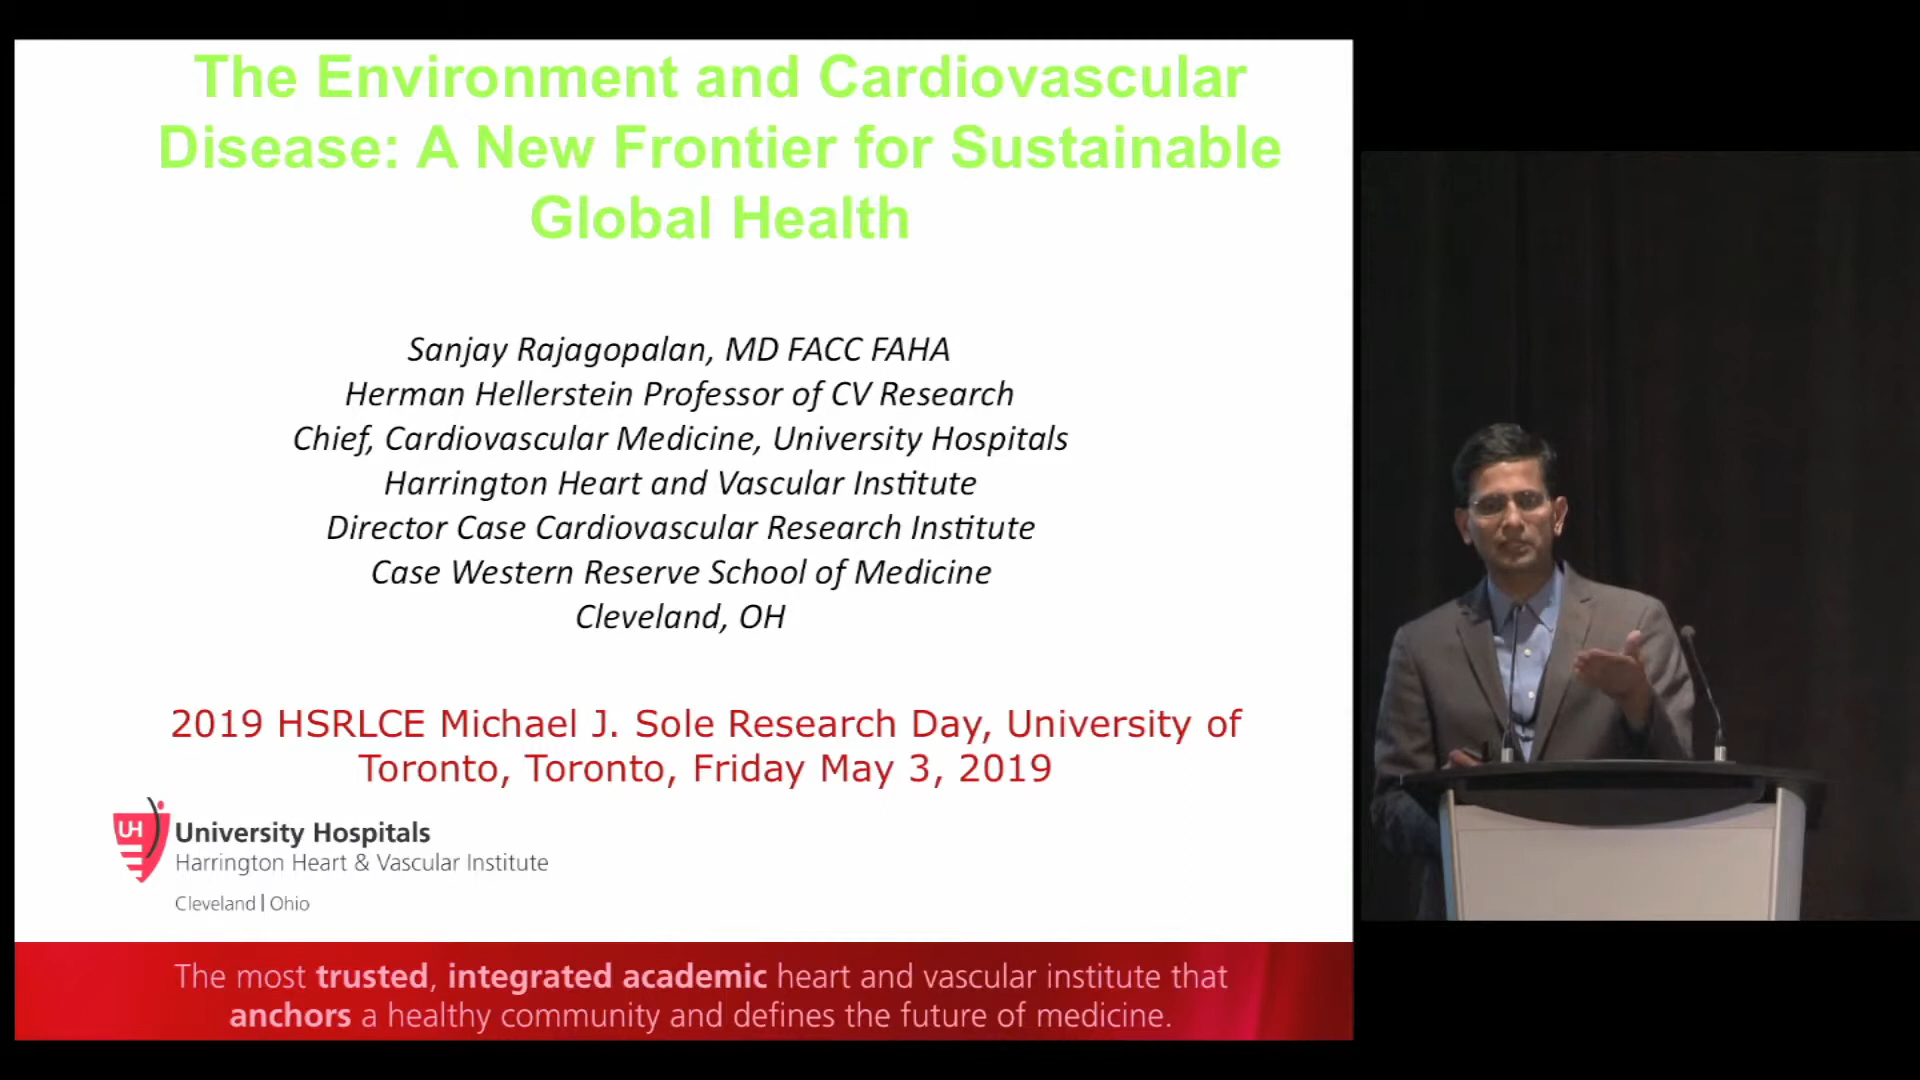 The Environment and Cardiovascular
Disease: A New Frontier for Sustainable
Global Health
Sanjay Rajagopalan, MD FACC FAHA
Herman Hellerstein Professor of CV Research
Chief, Cardiovascular Medicine, University Hospitals
Harrington Heart and Vascular Institute
Director Case Cardiovascular Research Institute
Case Western Reserve School of Medicine
Cleveland, OH
2019 HSRLCE Michael J. Sole Research Day, University of
Toronto, Toronto, Friday May 3, 2019
UH
University Hospitals
Harrington Heart & Vascular Institute
Cleveland | Ohio
The most trusted, integrated academic heart and vascular institute that
anchors a healthy community and defines the future of medicine.